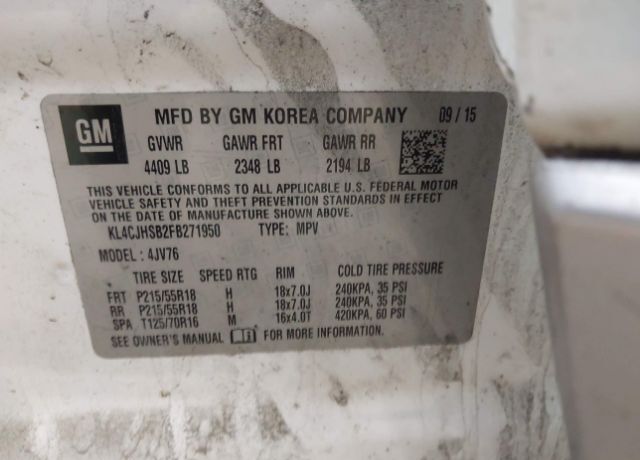 GM MFD BY GM KOREA COMPANY 09 / 15
GVWR GAWR FRT GAWR RR
4409 LB 2348 LB 2194 LB
THIS VEHICLE CONFORMS TO ALL APPLICABLE U.S. FEDERAL MOTOR
VEHICLE SAFETY AND THEFT PREVENTION STANDARDS IN EFFECT
ON THE DATE OF MANUFACTURE SHOWN ABOVE.
KL4CJHSB2FB271950 TYPE: MPV
MODEL : 4JV76
TIRE SIZE SPEED RTG RIM COLD TIRE PRESSURE
FRT P215/55R18 H 18x7.0J 240KPA, 35 PSI
RR P215/55R18 H 18x7.0J 240KPA, 35 PSI
SPA T125/70R16 M 16x4.0T 420KPA, 60 PSI
SEE OWNER'S MANUAL FOR MORE INFORMATION.